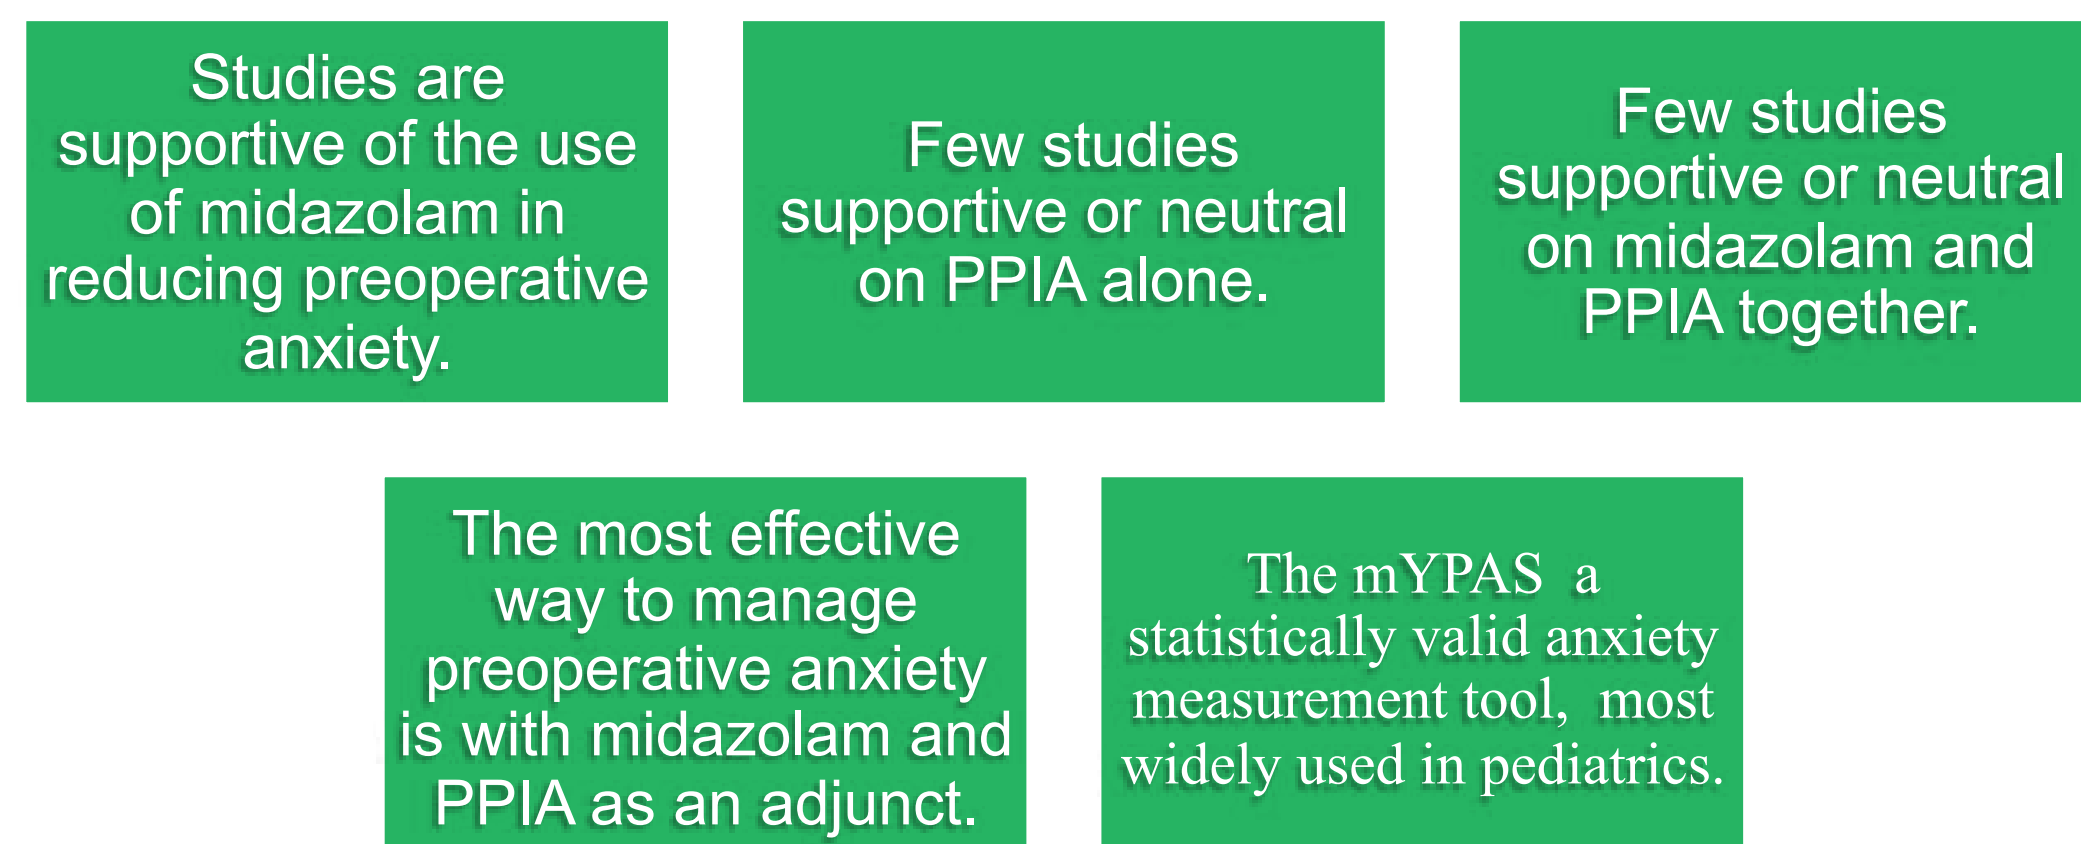 Studies are
supportive of the use
of midazolam in
reducing preoperative
anxiety.
Few studies
supportive or neutral
on PPIA alone.
Few studies
supportive or neutral
on midazolam and
PPIA together.
The most effective
way to manage
preoperative anxiety
is with midazolam and
PPIA as an adjunct.
The mYPAS  a
statistically valid anxiety
measurement tool,  most
widely used in pediatrics.